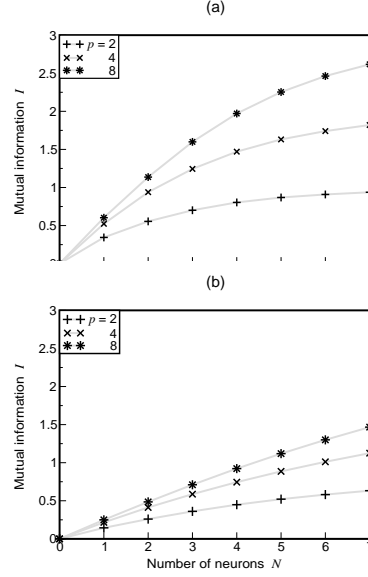 (a)
Mutual information I
3
2.5
2
1.5
1
0.5
0
p = 2
4
8
(b)
Mutual information I
3
2.5
2
1.5
1
0.5
0
p = 2
4
8
0 1 2 3 4 5 6 7
Number of neurons N